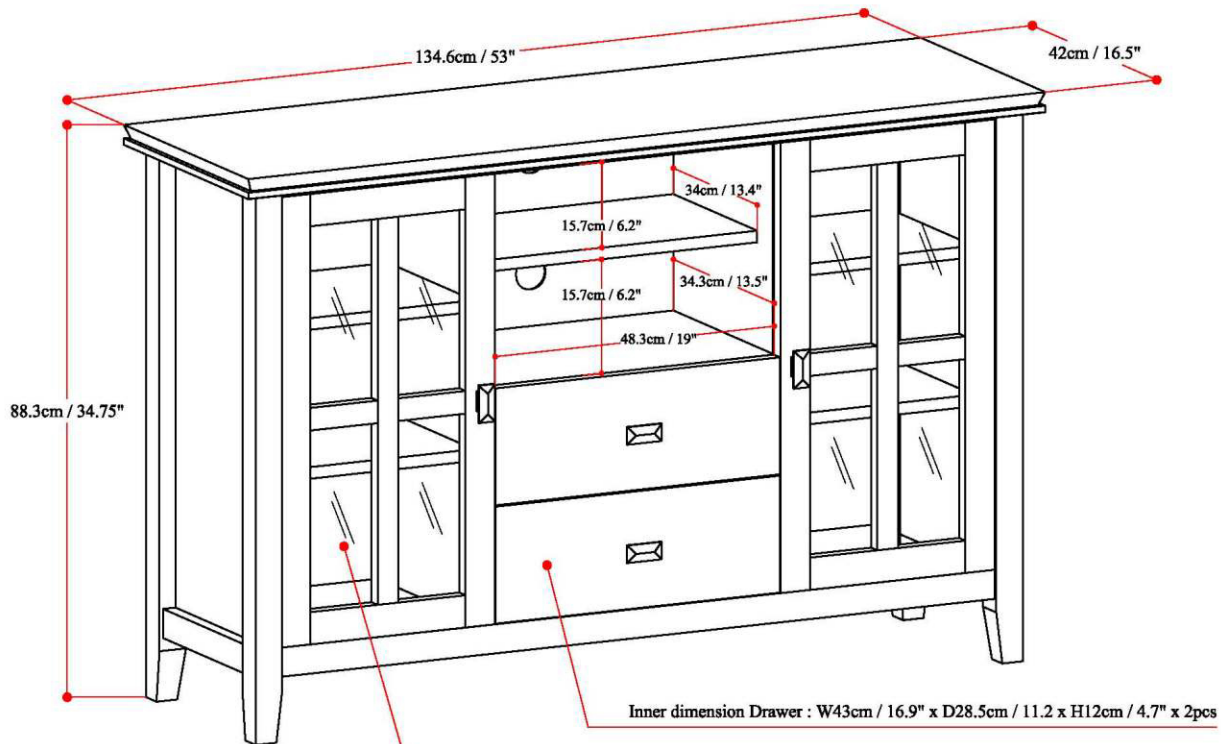 134.6cm / 53"
42cm / 16.5"
34cm / 13.4"
15.7cm / 6.2"
34.3cm / 13.5"
15.7cm / 6.2"
48.3cm / 19"
88.3cm / 34.75"
Inner dimension Drawer : W43cm / 16.9" x D28.5cm / 11.2 x H12cm / 4.7" x 2pcs